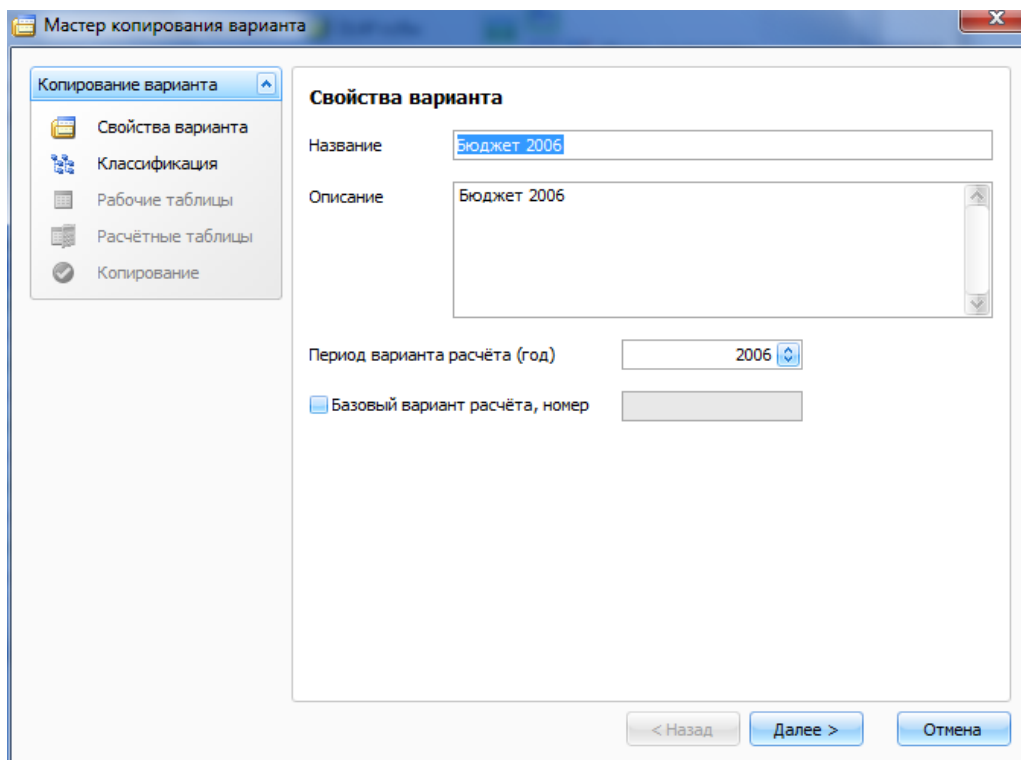 Мастер копирования варианта
Копирование варианта
Свойства варианта
Классификация
Рабочие таблицы
Расчётные таблицы
Копирование
Свойства варианта
Название
Бюджет 2006
Описание
Бюджет 2006
Период варианта расчёта (год)
2006
Базовый вариант расчёта, номер
< Назад
Далее >
Отмена